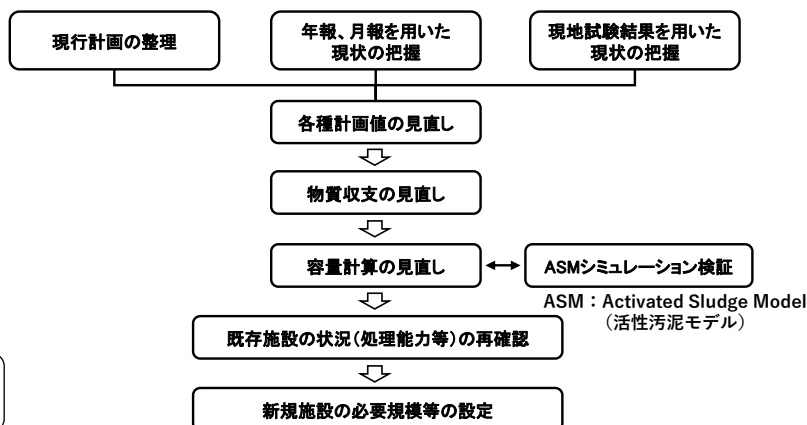 現行計画の整理
年報、月報を用いた
現状の把握
現地試験結果を用いた
現状の把握
各種計画値の見直し
物質収支の見直し
容量計算の見直し
ASMシミュレーション検証
ASM：Activated Sludge Model
（活性汚泥モデル）
既存施設の状況（処理能力等）の再確認
新規施設の必要規模等の設定